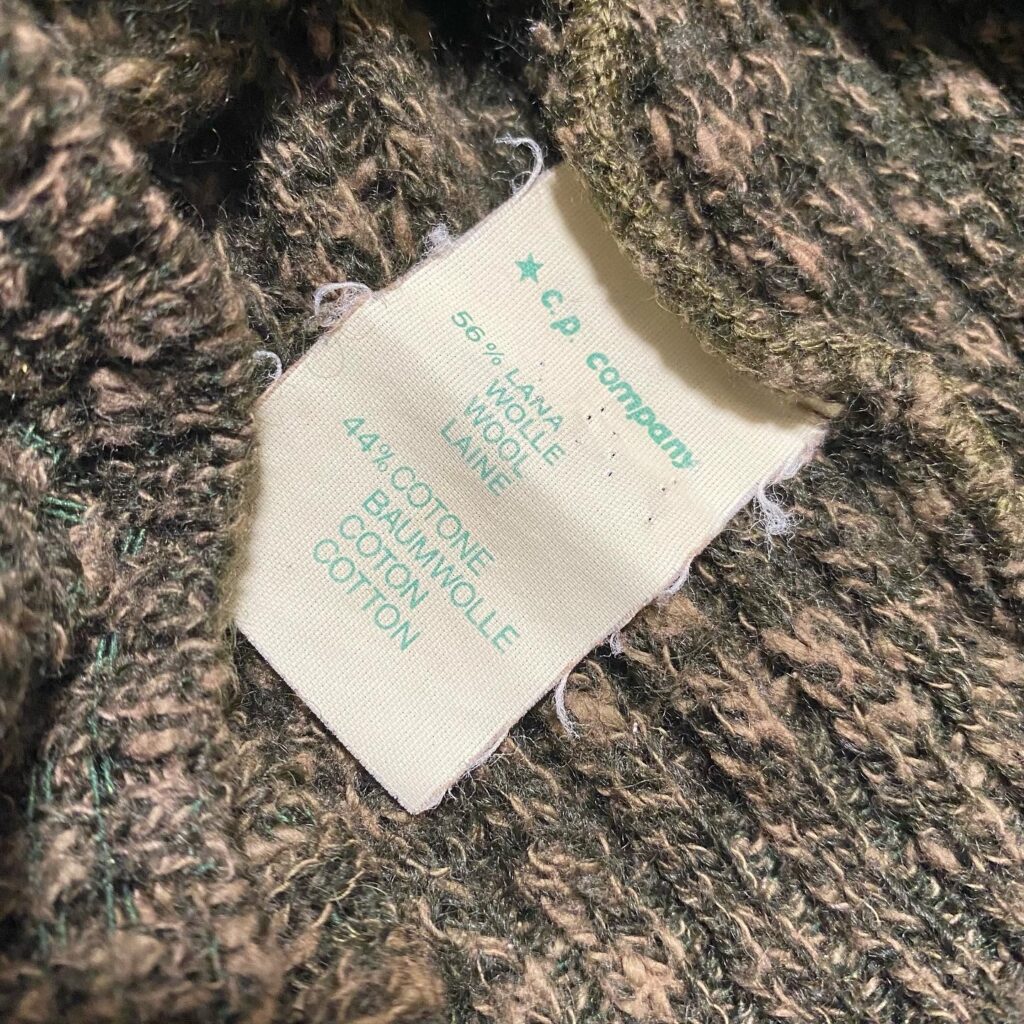 ★ c.p. company
56% LANA
WOLLE
WOOL
LAINE
44% COTONE
BAUMWOLLE
COTON
COTTON